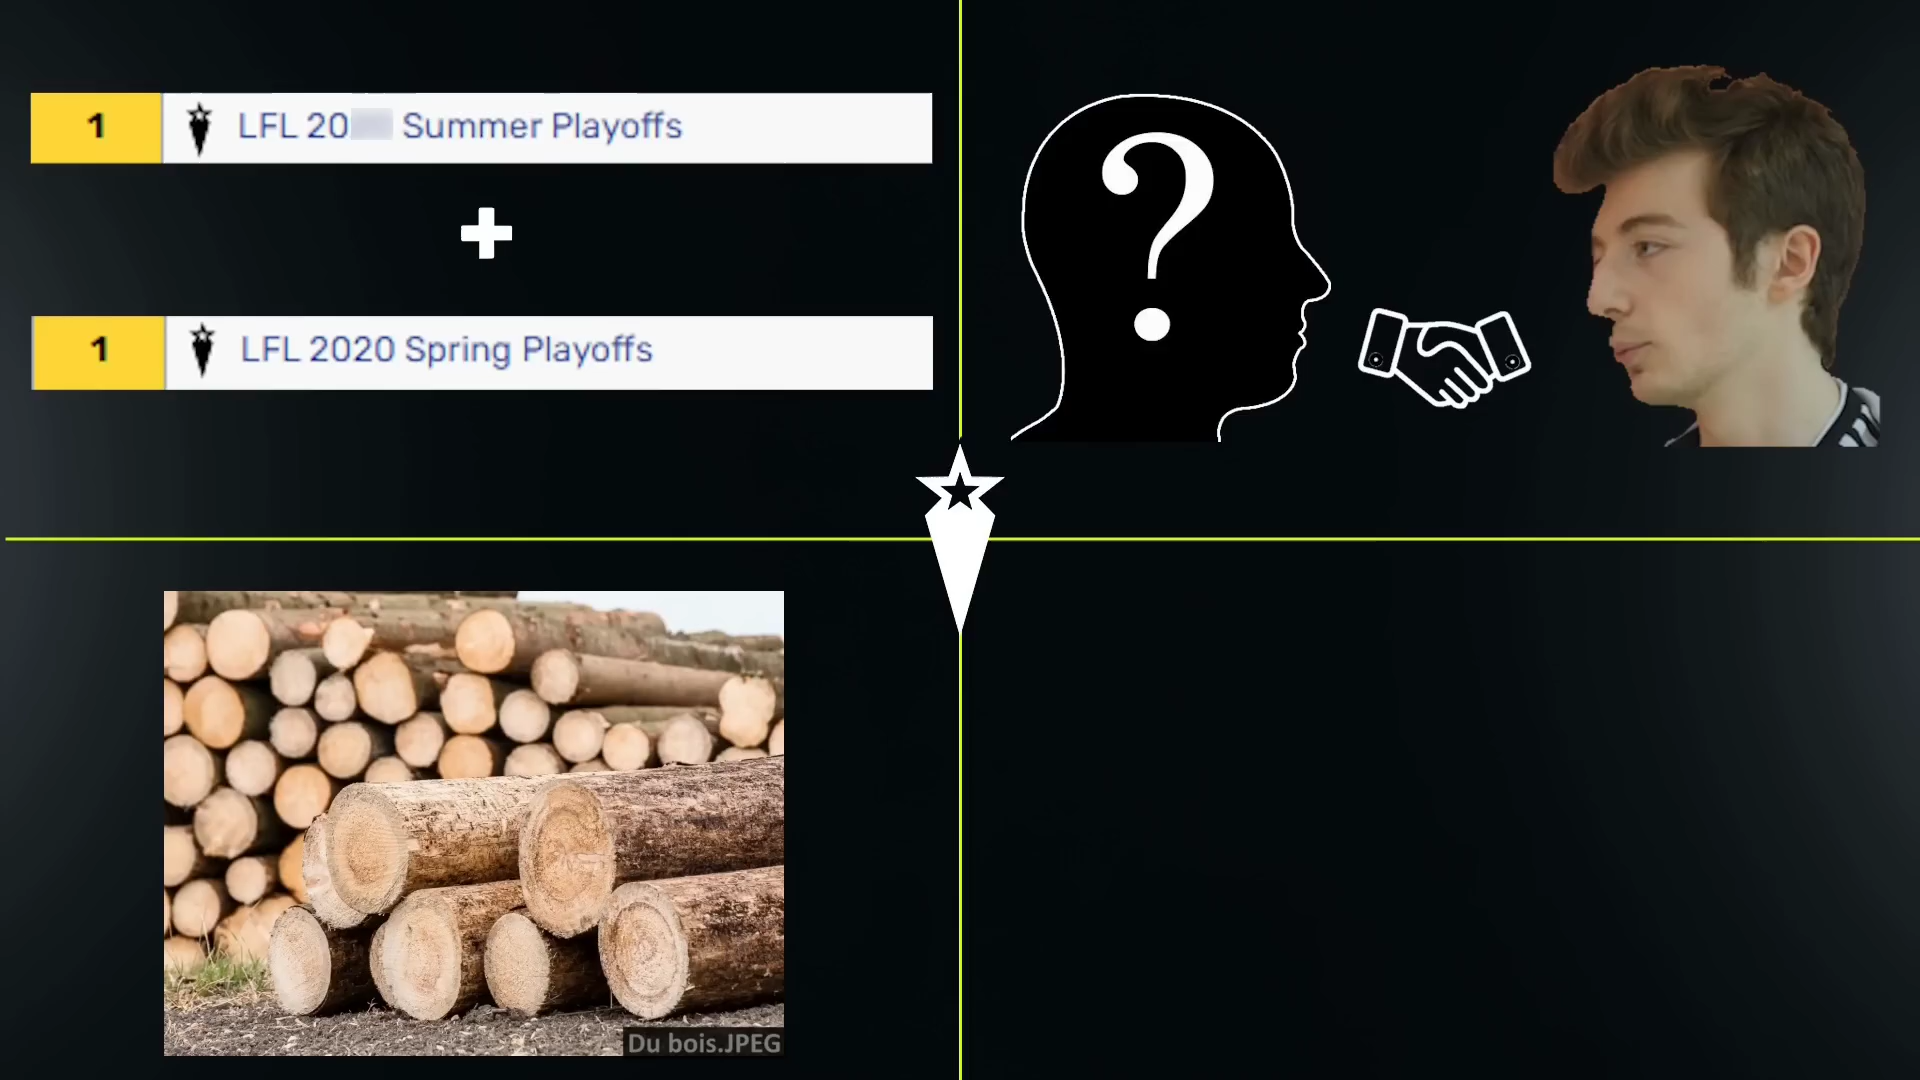 1 LFL 20 Summer Playoffs
1 LFL 2020 Spring Playoffs
?
Du bois.JPEG